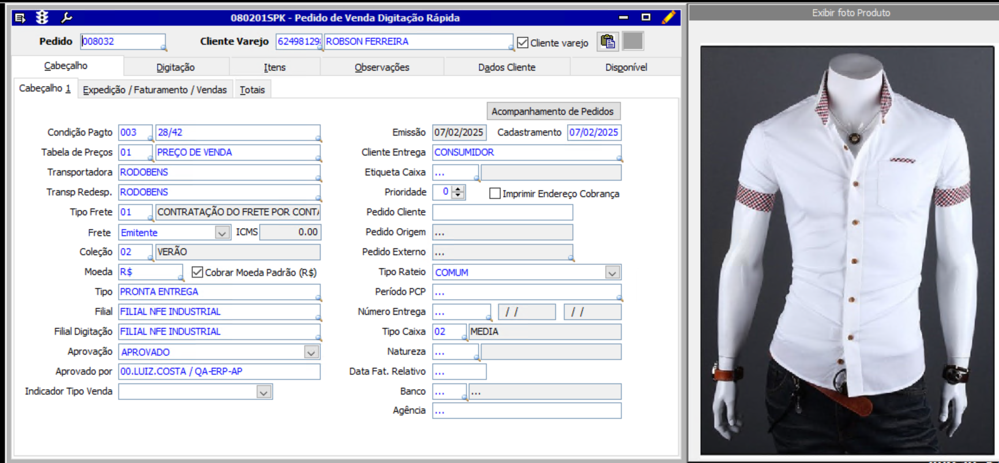 080201SPK - Pedido de Venda Digitação Rápida
Exibir foto Produto
Pedido 008032 Cliente Varejo 62498129 ROBSON FERREIRA Cliente varejo
Cabeçalho Digitação Itens Observações Dados Cliente Disponível
Cabeçalho 1 Expedição / Faturamento / Vendas Totais
Acompanhamento de Pedidos
Condição Pagto 003 28/42 Emissão 07/02/2025 Cadastramento 07/02/2025
Tabela de Preços 01 PREÇO DE VENDA Cliente Entrega CONSUMIDOR
Transportadora RODOBENS Etiqueta Caixa ...
Transp Redesp. RODOBENS Prioridade 0 Imprimir Endereço Cobrança
Tipo Frete 01 CONTRATAÇÃO DO FRETE POR CONT Pedido Cliente
Frete Emitente ICMS 0.00 Pedido Origem ...
Coleção 02 VERÃO Pedido Externo ...
Moeda R$ Cobrar Moeda Padrão (R$) Tipo Rateio COMUM
Tipo PRONTA ENTREGA Período PCP ...
Filial FILIAL NFE INDUSTRIAL Número Entrega ... / / / /
Filial Digitação FILIAL NFE INDUSTRIAL Tipo Caixa 02 MEDIA
Aprovação APROVADO Natureza ...
Aprovado por 00.LUIZ.COSTA / QA-ERP-AP Data Fat. Relativo ...
Indicador Tipo Venda Banco ... ...
Agência ...